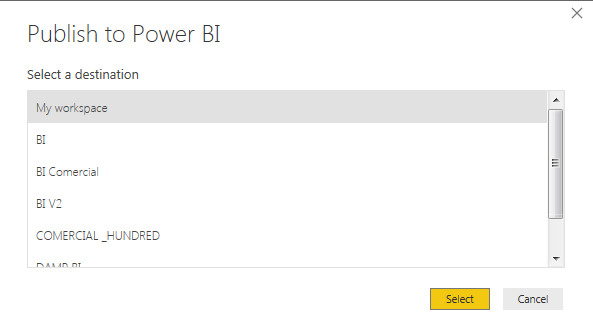 Publish to Power BI
Select a destination
My workspace
BI
BI Comercial
BI V2
COMERCIAL _HUNDRED
Select
Cancel